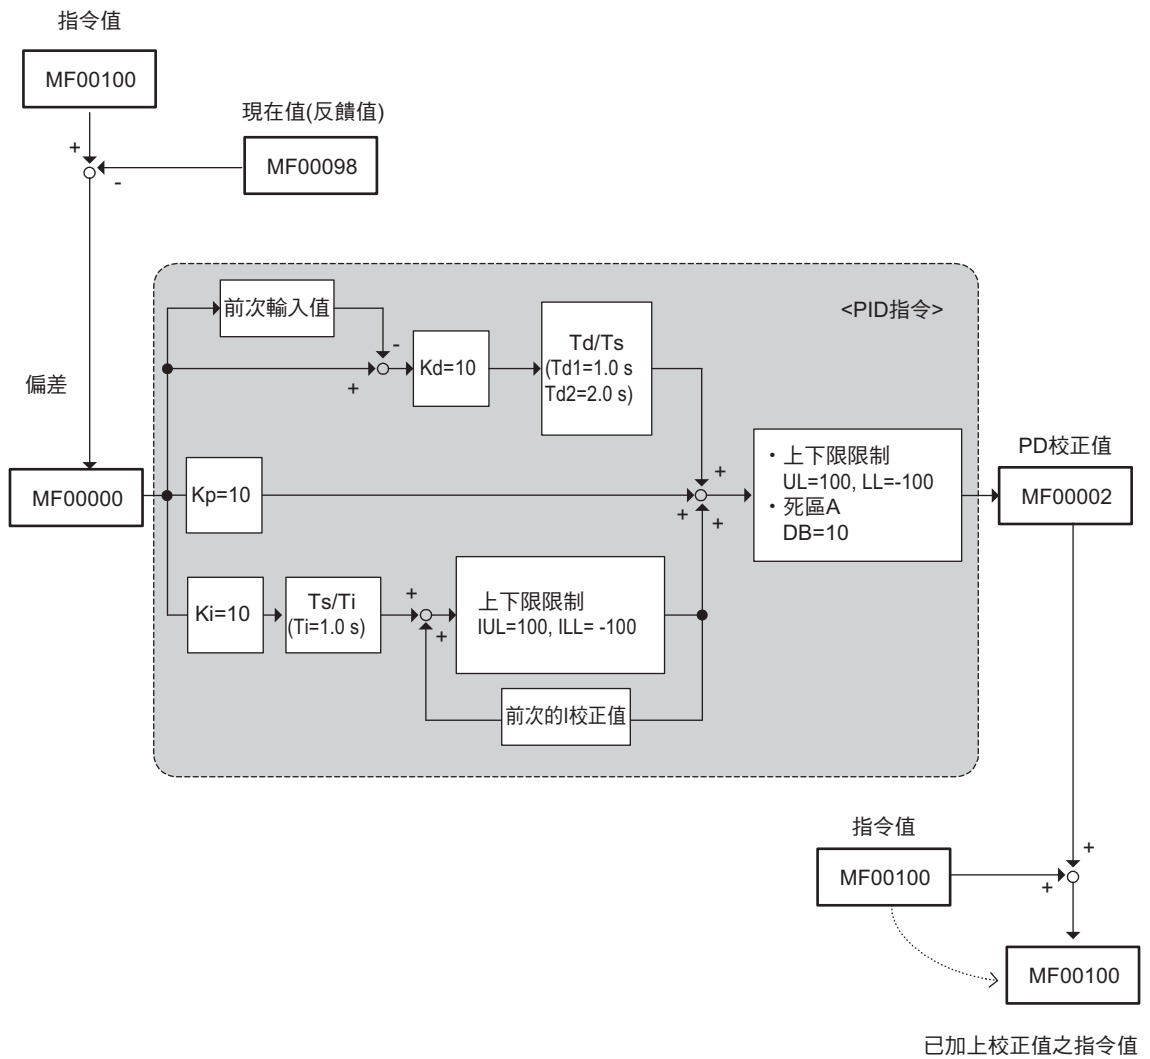 指令值
MF00100
現在值(反饋值)
+
MF00098
-
前次輸入值
<PID指令>
-
Kd=10
Td/Ts
(Td1=1.0 s
Td2=2.0 s)
+
偏差
MF00000
Kp=10
+
+
+
・上下限限制
UL=100, LL=-100
・死區A
DB=10
PD校正值
MF00002
Ki=10
Ts/Ti
(Ti=1.0 s)
+
+
上下限限制
IUL=100, ILL= -100
前次的I校正值
指令值
MF00100
+
+
MF00100
已加上校正值之指令值